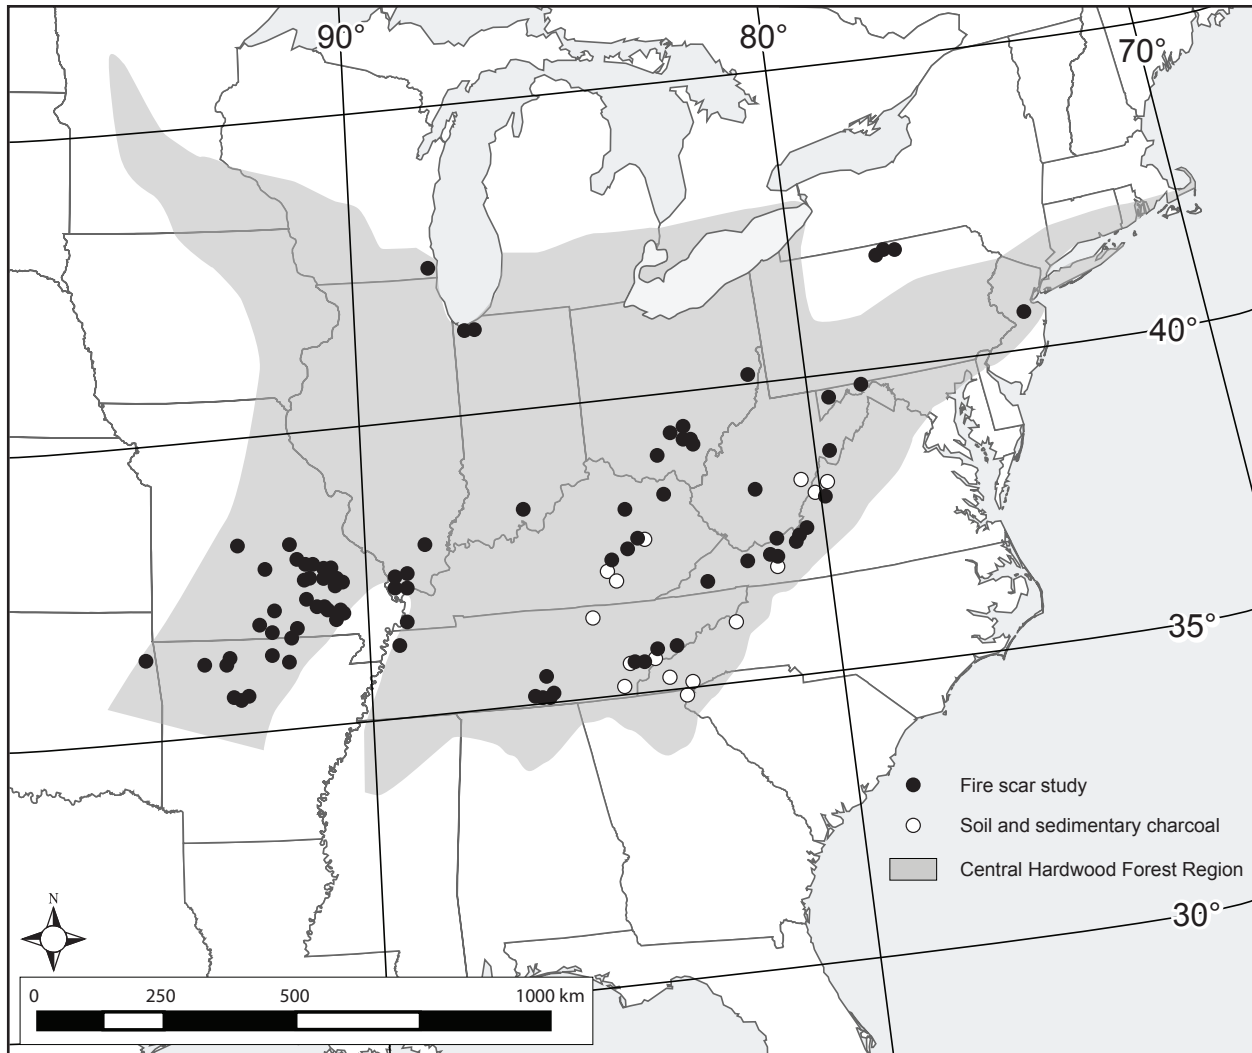 90°
80°
70°
40°
35°
30°
Fire scar study
Soil and sedimentary charcoal
Central Hardwood Forest Region
N
0 250 500 1000 km